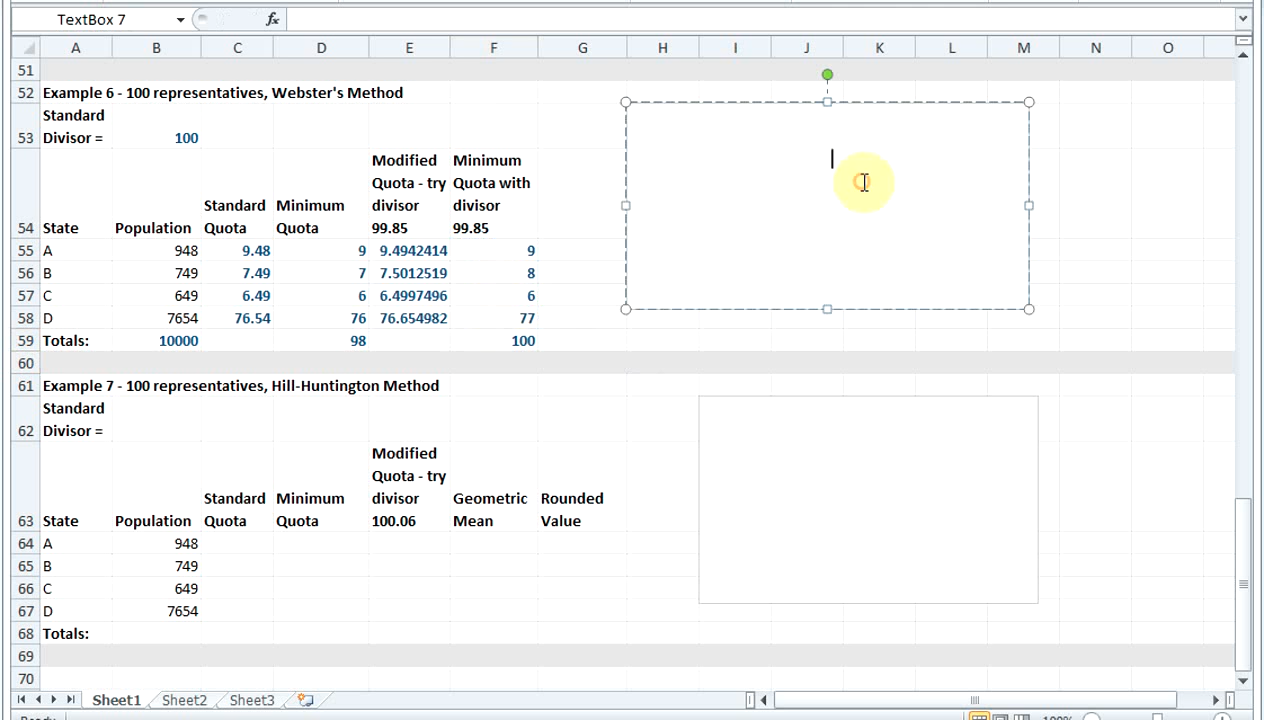 TextBox 7 fx
A B C D E F G H I J K L M N O
51
52 Example 6 - 100 representatives, Webster's Method
Standard
53 Divisor = 100
Modified Minimum
Quota - try Quota with
Standard Minimum divisor divisor
54 State Population Quota Quota 99.85 99.85
55 A 948 9.48 9 9.4942414 9
56 B 749 7.49 7 7.5012519 8
57 C 649 6.49 6 6.4997496 6
58 D 7654 76.54 76 76.654982 77
59 Totals: 10000 98 100
60
61 Example 7 - 100 representatives, Hill-Huntington Method
Standard
62 Divisor =
Modified
Quota - try
Standard Minimum divisor Geometric Rounded
63 State Population Quota Quota 100.06 Mean Value
64 A 948
65 B 749
66 C 649
67 D 7654
68 Totals:
69
70
Sheet1 Sheet2 Sheet3
Ready 100%